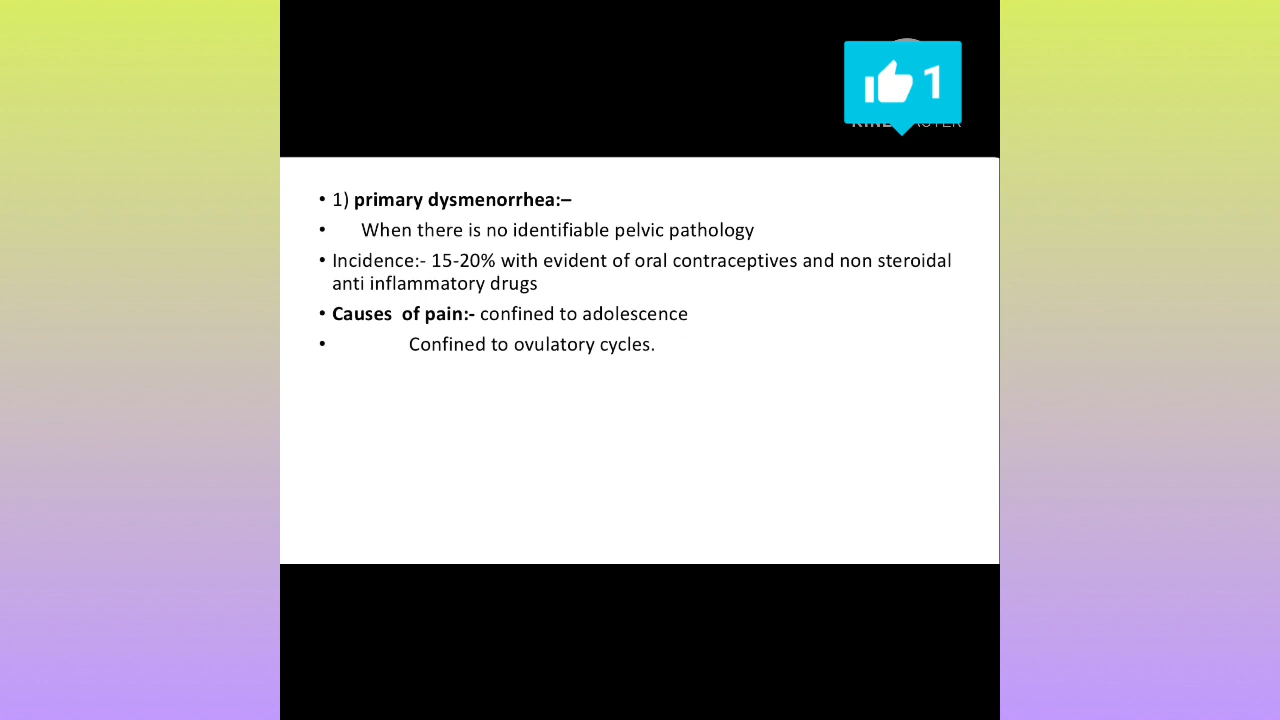 1
• 1) primary dysmenorrhea:–
• When there is no identifiable pelvic pathology
• Incidence:- 15-20% with evident of oral contraceptives and non steroidal
anti inflammatory drugs
• Causes of pain:- confined to adolescence
• Confined to ovulatory cycles.